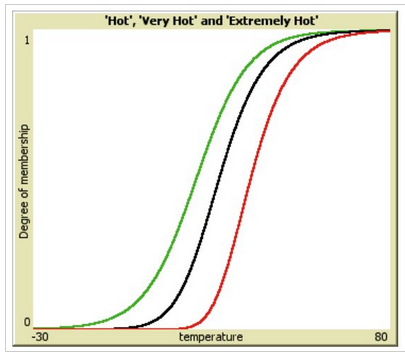 'Hot', 'Very Hot' and 'Extremely Hot'
1
Degree of membership
0
-30 temperature 80